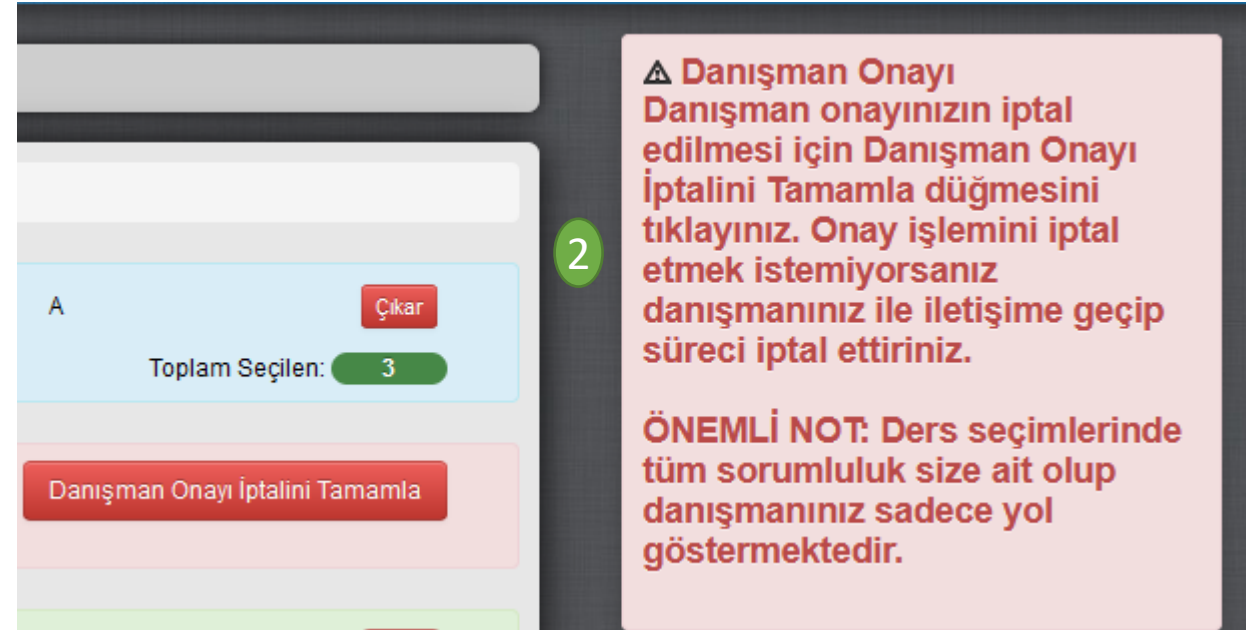 A
Çıkar
Toplam Seçilen: 3
Danışman Onayı İptalini Tamamla
2
⚠ Danışman Onayı
Danışman onayınızın iptal
edilmesi için Danışman Onayı
İptalini Tamamla düğmesini
tıklayınız. Onay işlemini iptal
etmek istemiyorsanız
danışmanınız ile iletişime geçip
süreci iptal ettiriniz.
ÖNEMLİ NOT: Ders seçimlerinde
tüm sorumluluk size ait olup
danışmanınız sadece yol
göstermektedir.